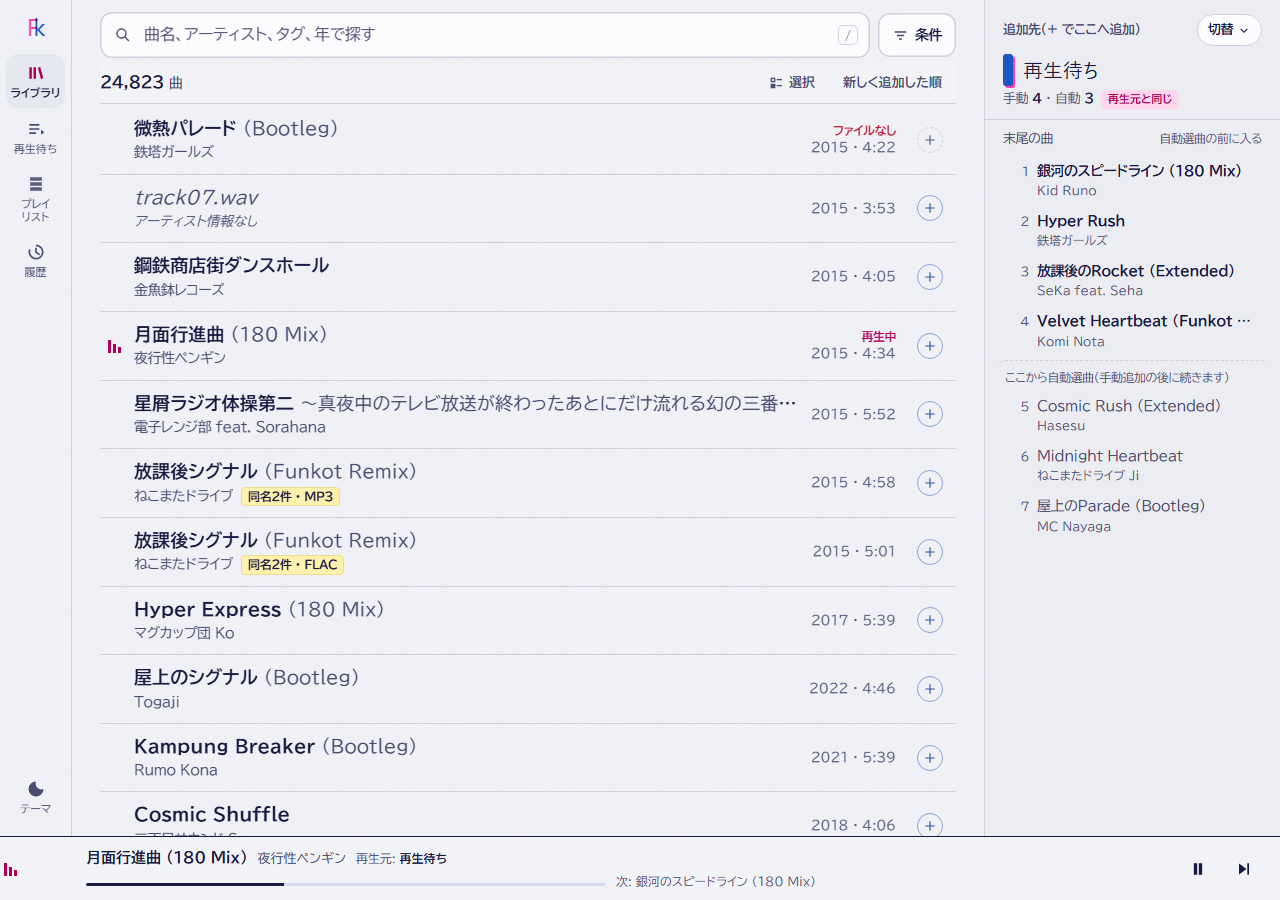 Fk
ライブラリ
再生待ち
プレイ
リスト
履歴
テーマ
曲名、アーティスト、タグ、年で探す
/
条件
24,823 曲
選択
新しく追加した順
微熱パレード (Bootleg)
鉄塔ガールズ
ファイルなし
2015・4:22
track07.wav
アーティスト情報なし
2015・3:53
鋼鉄商店街ダンスホール
金魚鉢レコーズ
2015・4:05
月面行進曲 (180 Mix)
夜行性ペンギン
再生中
2015・4:34
星屑ラジオ体操第二 〜真夜中のテレビ放送が終わったあとにだけ流れる幻の三番…
電子レンジ部 feat. Sorahana
2015・5:52
放課後シグナル (Funkot Remix)
ねこまたドライブ 同名2件・MP3
2015・4:58
放課後シグナル (Funkot Remix)
ねこまたドライブ 同名2件・FLAC
2015・5:01
Hyper Express (180 Mix)
マグカップ団 Ko
2017・5:39
屋上のシグナル (Bootleg)
Togaji
2022・4:46
Kampung Breaker (Bootleg)
Rumo Kona
2021・5:39
Cosmic Shuffle
2018・4:06
追加先(+ でここへ追加)
切替
再生待ち
手動 4・自動 3 再生元と同じ
末尾の曲
自動選曲の前に入る
1 銀河のスピードライン (180 Mix)
Kid Runo
2 Hyper Rush
鉄塔ガールズ
3 放課後のRocket (Extended)
SeKa feat. Seha
4 Velvet Heartbeat (Funkot …
Komi Nota
ここから自動選曲(手動追加の後に続きます)
5 Cosmic Rush (Extended)
Hasesu
6 Midnight Heartbeat
ねこまたドライブ Ji
7 屋上のParade (Bootleg)
MC Nayaga
月面行進曲 (180 Mix) 夜行性ペンギン 再生元: 再生待ち
次: 銀河のスピードライン (180 Mix)